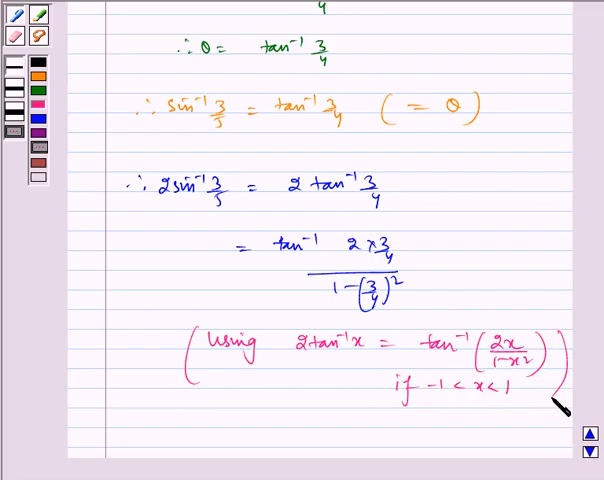 4
∴ θ = tan⁻¹ 3/4
∴ sin⁻¹ 3/5 = tan⁻¹ 3/4 ( = θ )
∴ 2sin⁻¹ 3/5 = 2 tan⁻¹ 3/4
= tan⁻¹ 2 × 3/4 / 1 − (3/4)²
( using 2tan⁻¹x = tan⁻¹ (2x/1−x²)
if −1 < x < 1 )